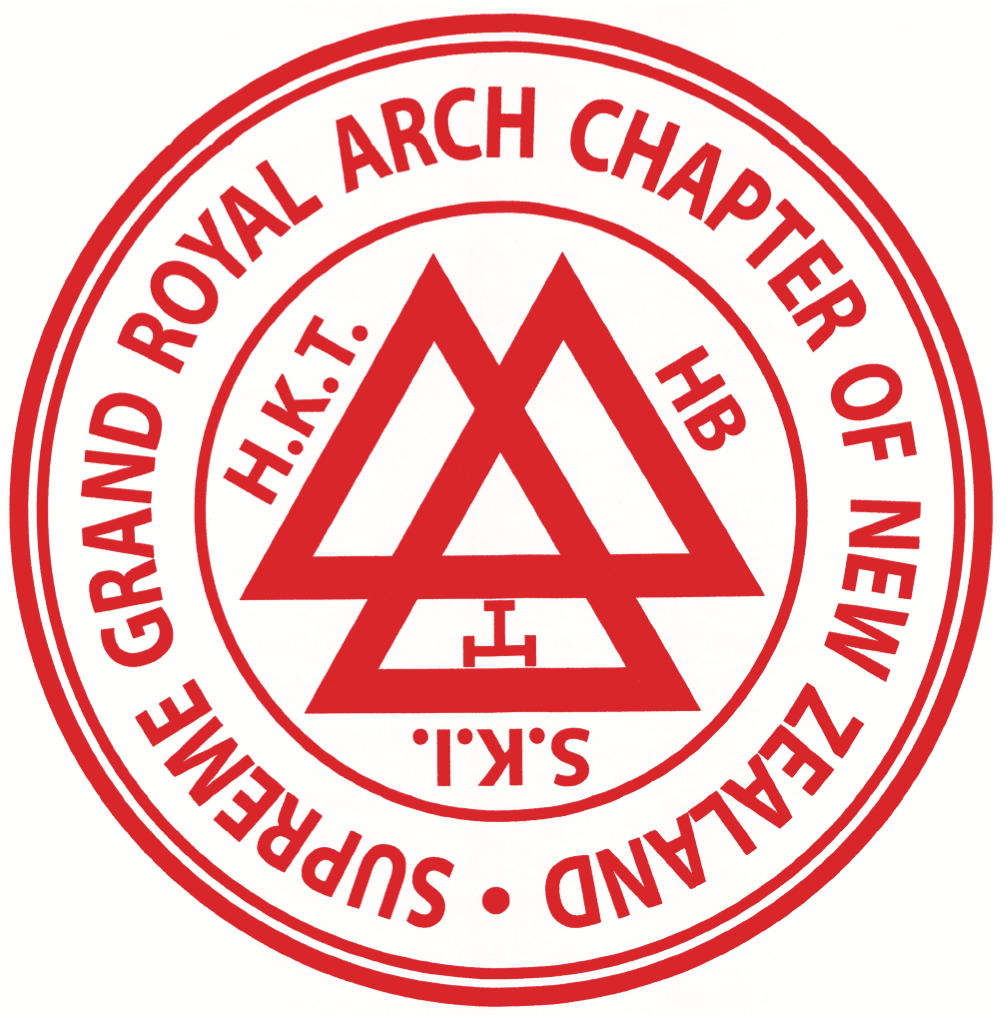 SUPREME GRAND ROYAL ARCH CHAPTER OF NEW ZEALAND •
H.K.T.
HB
S.K.I.